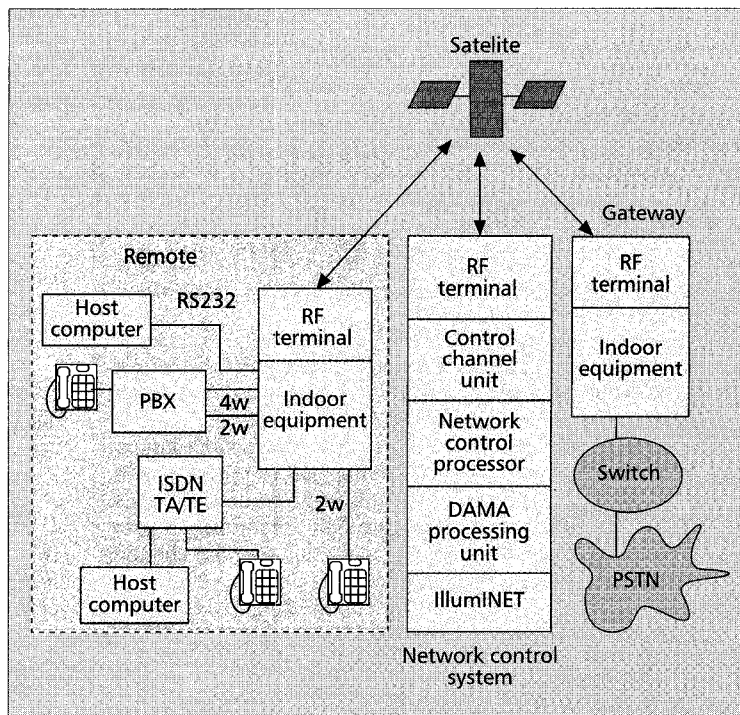 Satelite
Gateway
Remote
RS232
Host
computer
RF
terminal
PBX
4w
2w
Indoor
equipment
ISDN
TA/TE
2w
Host
computer
RF
terminal
Control
channel
unit
Network
control
processor
DAMA
processing
unit
IllumINET
Network control
system
RF
terminal
Indoor
equipment
Switch
PSTN